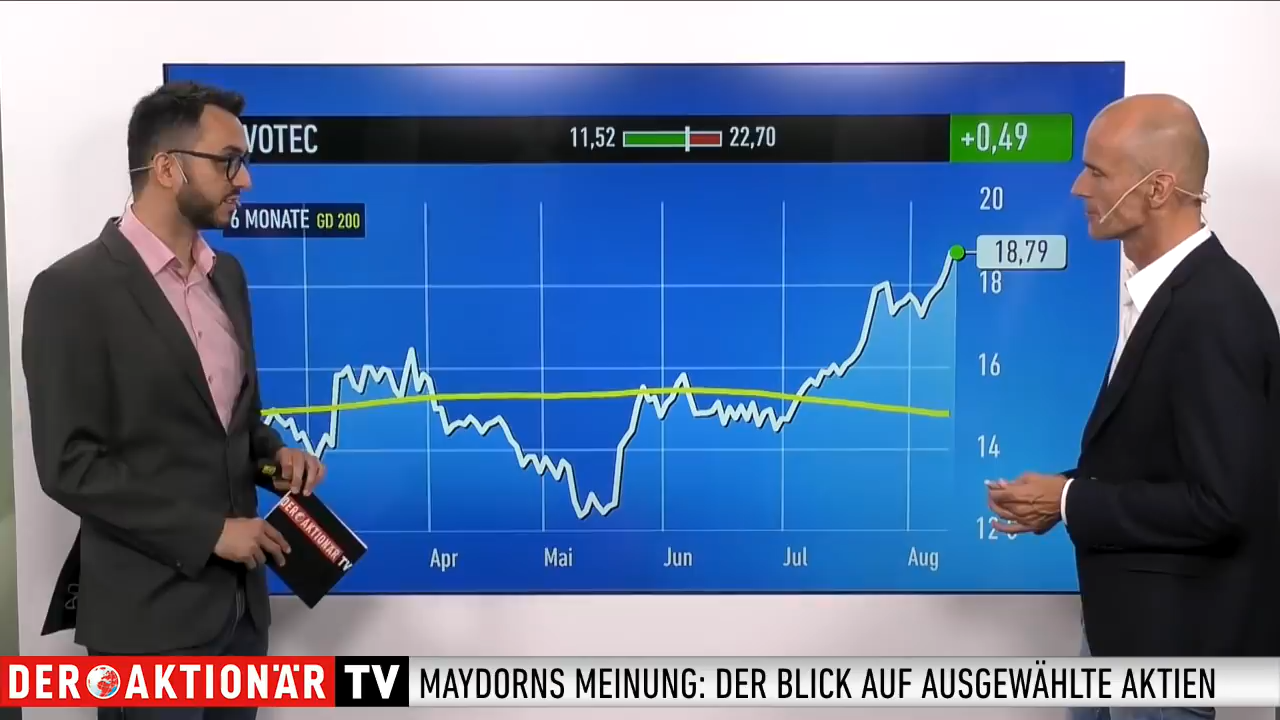 VOTEC
11,52 22,70
+0,49
6 MONATE GD 200
20
18,79
18
16
14
Apr Mai Jun Jul Aug
DER AKTIONÄR TV
DER AKTIONÄR TV
MAYDORNS MEINUNG: DER BLICK AUF AUSGEWÄHLTE AKTIEN